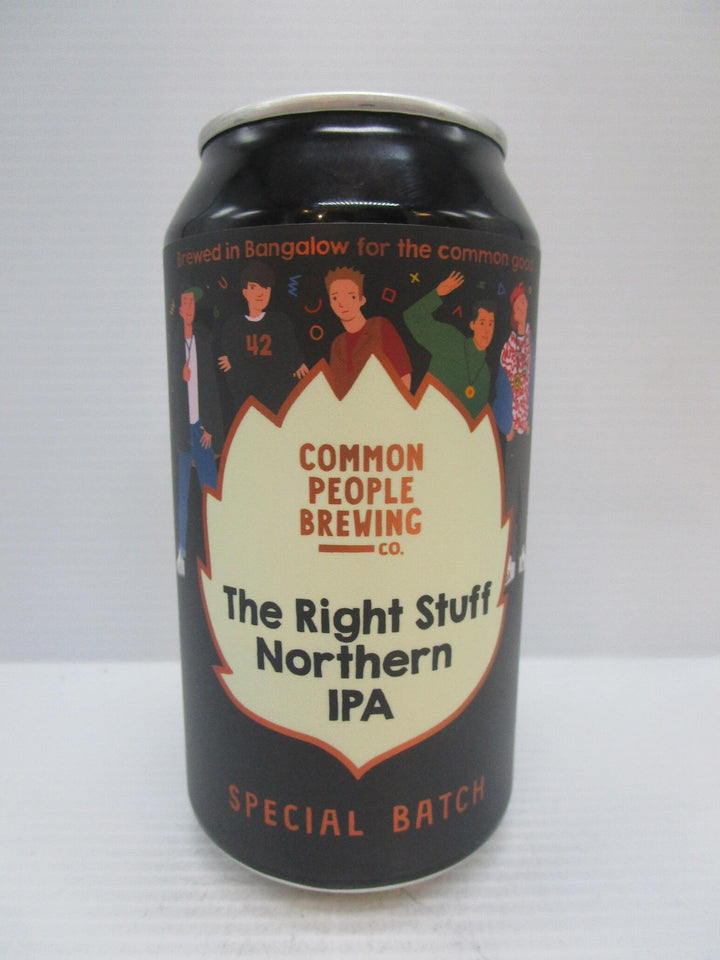 Brewed in Bangalow for the common good
42
COMMON
PEOPLE
BREWING
CO.
The Right Stuff
Northern
IPA
SPECIAL BATCH